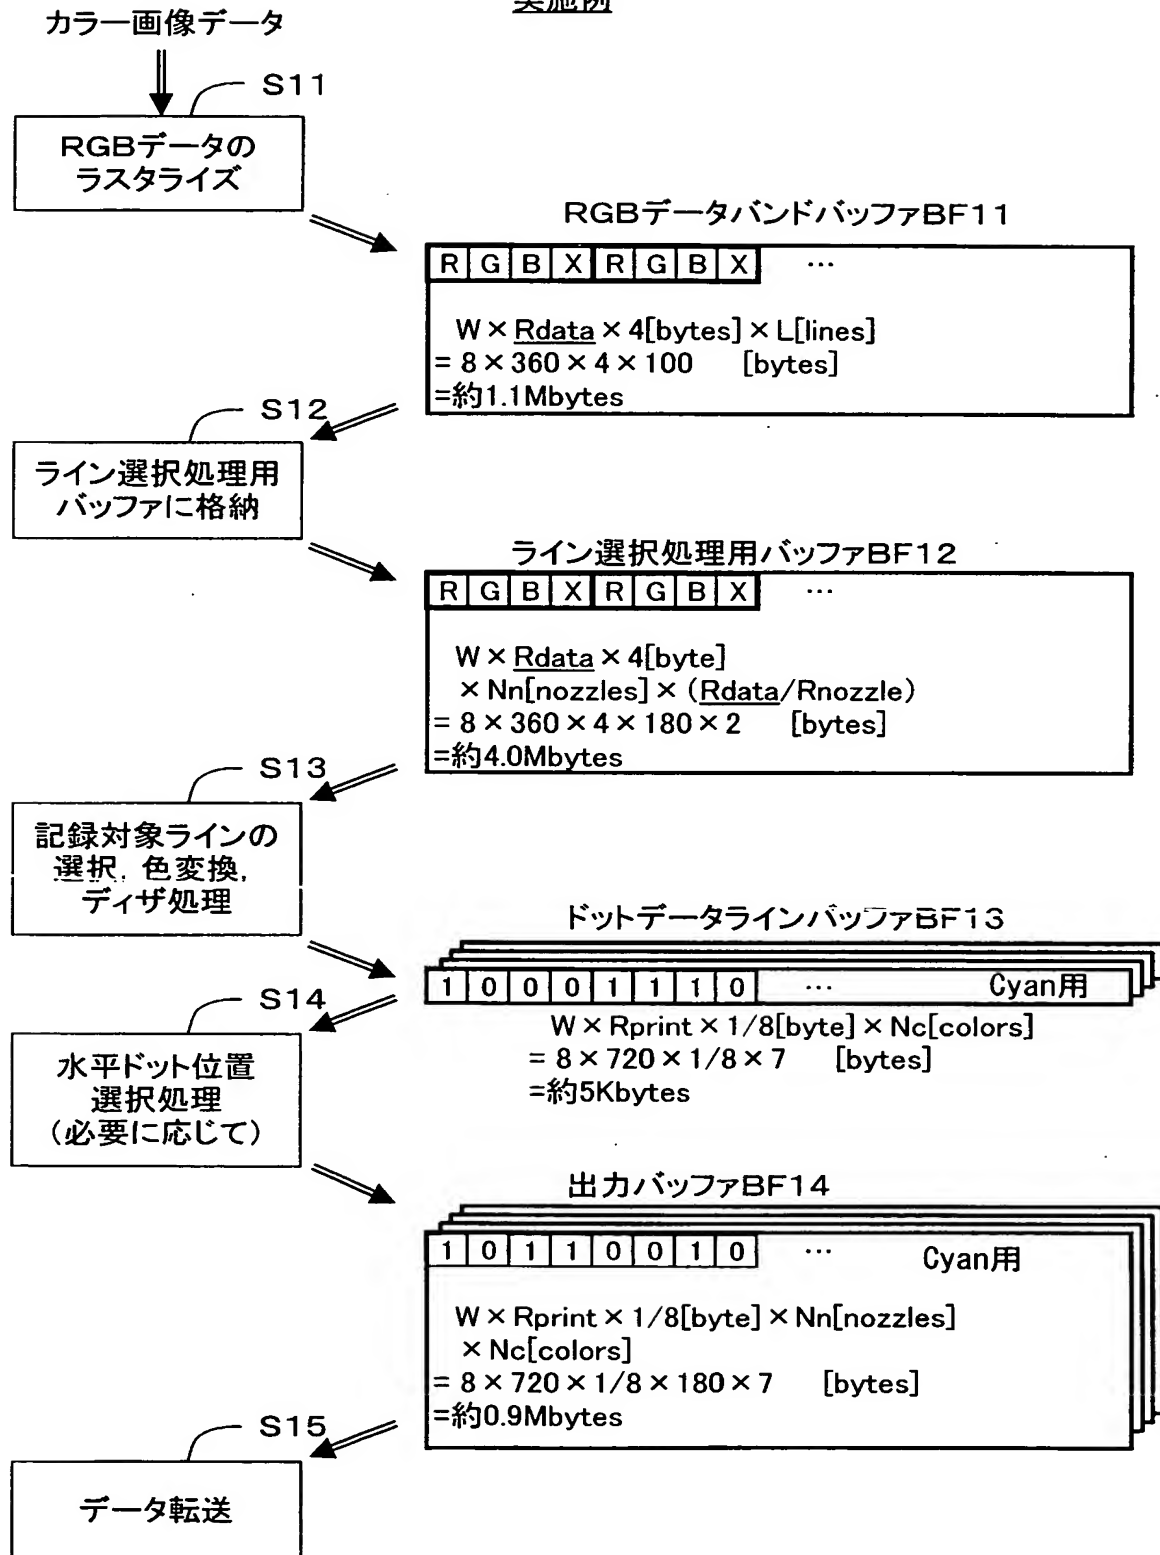 実施例
カラー画像データ
S11
RGBデータの
ラスタライズ
RGBデータバンドバッファBF11
R G B X R G B X …
W×Rdata×4[bytes]×L[lines]
= 8×360×4×100 [bytes]
=約1.1Mbytes
S12
ライン選択処理用
バッファに格納
ライン選択処理用バッファBF12
R G B X R G B X …
W×Rdata×4[byte]
×Nn[nozzles]×(Rdata/Rnozzle)
= 8×360×4×180×2 [bytes]
=約4.0Mbytes
S13
記録対象ラインの
選択, 色変換,
ディザ処理
ドットデータラインバッファBF13
1 0 0 0 1 1 1 0 … Cyan用
W×Rprint×1/8[byte]×Nc[colors]
= 8×720×1/8×7 [bytes]
=約5Kbytes
S14
水平ドット位置
選択処理
(必要に応じて)
出力バッファBF14
1 0 1 1 0 0 1 0 … Cyan用
W×Rprint×1/8[byte]×Nn[nozzles]
×Nc[colors]
= 8×720×1/8×180×7 [bytes]
=約0.9Mbytes
S15
データ転送